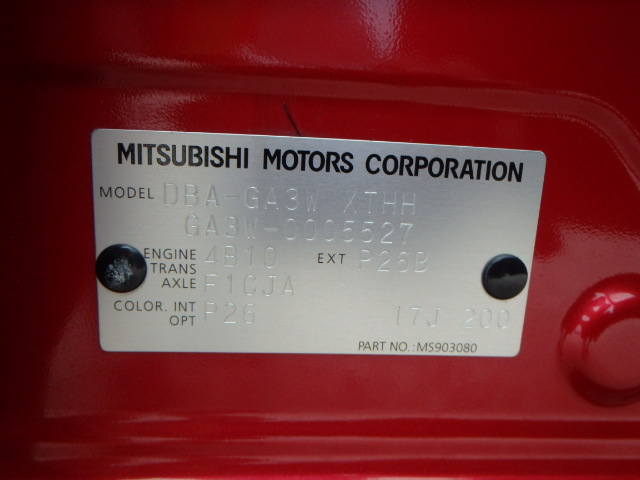 MITSUBISHI MOTORS CORPORATION
MODEL DBA-GA3W XTHH
GA3W-0005527
ENGINE 4B10 EXT P26B
TRANS AXLE F1CJA
COLOR. INT P26
OPT 17J 200
PART NO.: MS903080